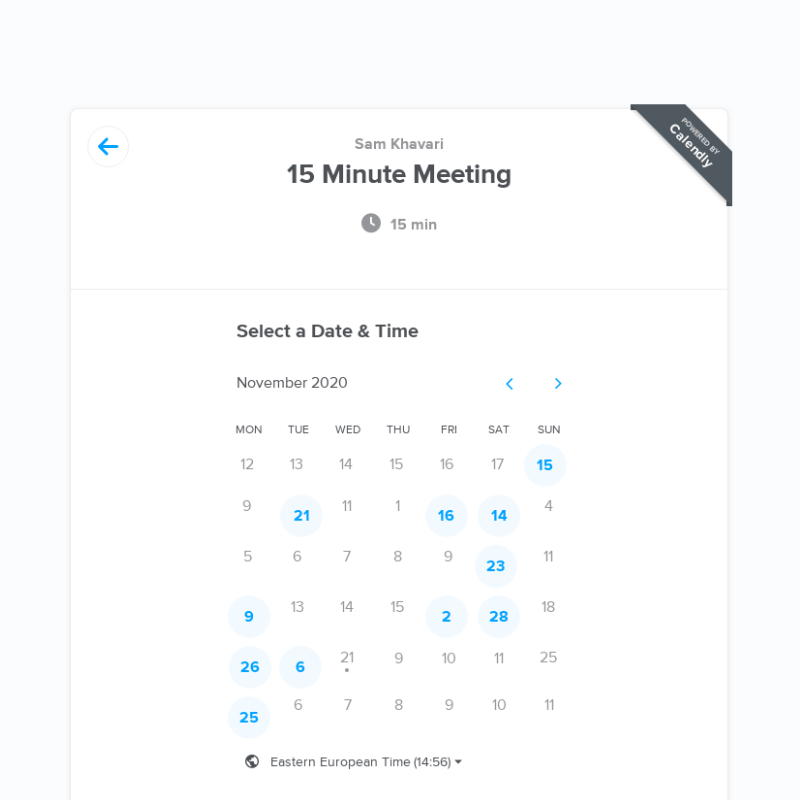 Sam Khavari
15 Minute Meeting
15 min
POWERED BY
Calendly
Select a Date & Time
November 2020
MON TUE WED THU FRI SAT SUN
12 13 14 15 16 17 15
9 21 11 1 16 14 4
5 6 7 8 9 23 11
9 13 14 15 2 28 18
26 6 21 9 10 11 25
25 6 7 8 9 10 11
Eastern European Time (14:56)